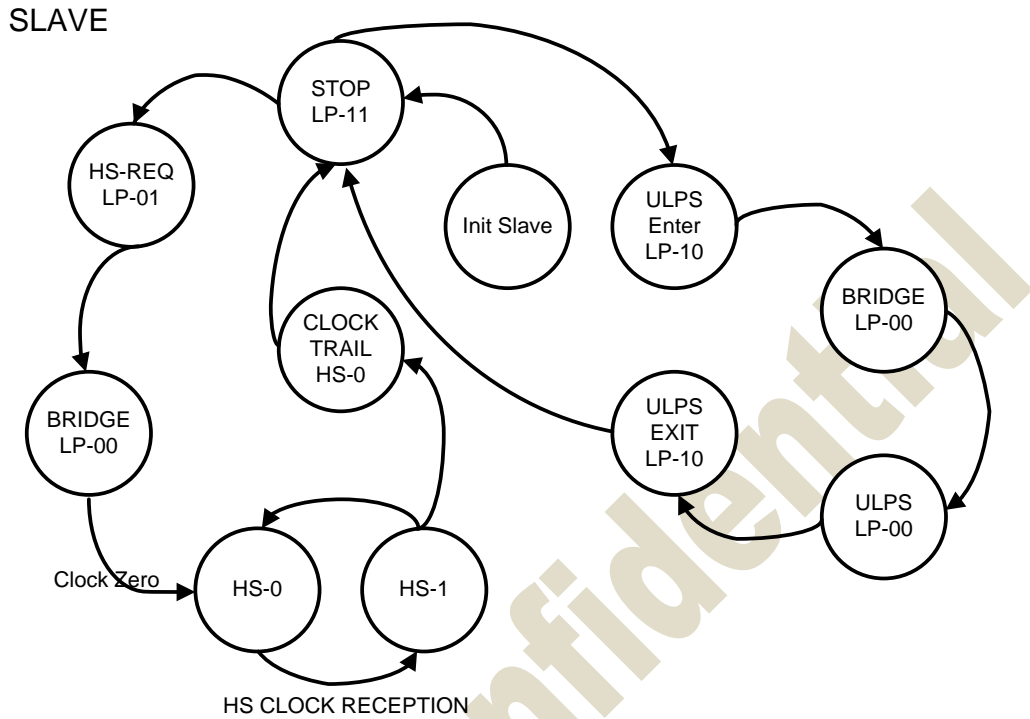 SLAVE
STOP
LP-11
HS-REQ
LP-01
Init Slave
ULPS
Enter
LP-10
BRIDGE
LP-00
CLOCK
TRAIL
HS-0
BRIDGE
LP-00
ULPS
EXIT
LP-10
ULPS
LP-00
Clock Zero
HS-0
HS-1
HS CLOCK RECEPTION